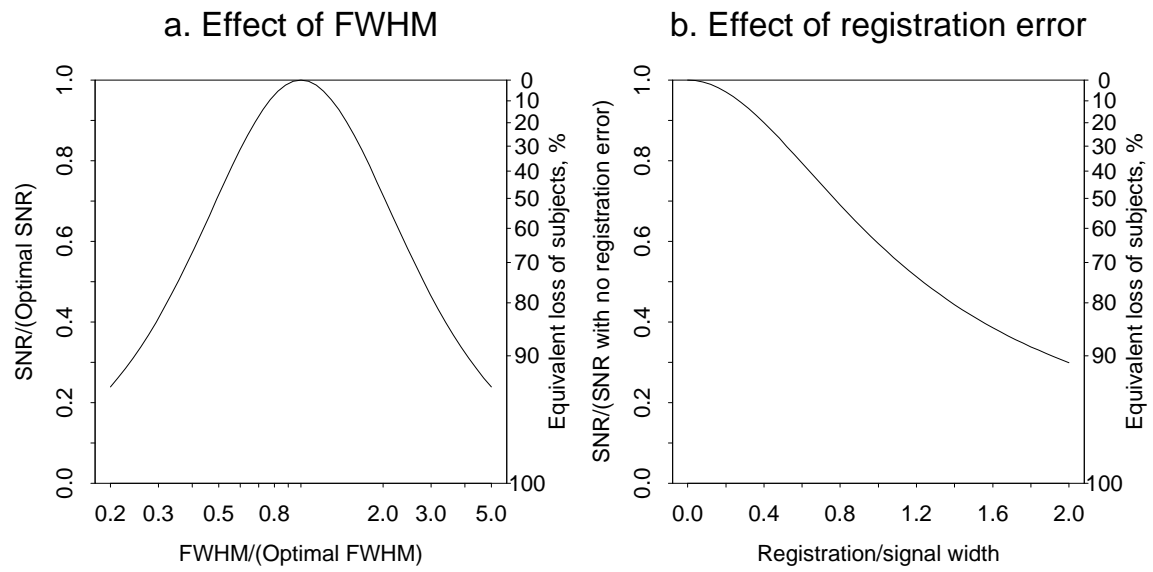 a. Effect of FWHM
SNR/(Optimal SNR)
0.0 0.2 0.4 0.6 0.8 1.0
0.2 0.3 0.5 0.8 2.0 3.0 5.0
FWHM/(Optimal FWHM)
0
10
20
30
40
50
60
70
80
90
100
Equivalent loss of subjects, %
b. Effect of registration error
SNR/(SNR with no registration error)
0.0 0.2 0.4 0.6 0.8 1.0
0.0 0.4 0.8 1.2 1.6 2.0
Registration/signal width
0
10
20
30
40
50
60
70
80
90
100
Equivalent loss of subjects, %